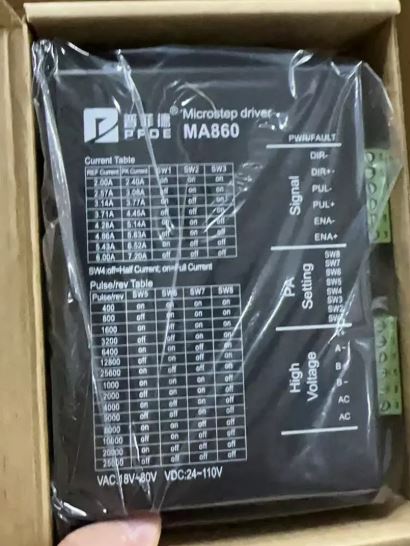 普菲德®
PFDE
Microstep driver
MA860
Current Table
REF Current PK Current SW1 SW2 SW3
2.00A 2.40A on on on
2.57A 3.08A off on on
3.14A 3.77A on off on
3.71A 4.45A off off on
4.28A 5.14A on on off
4.86A 5.83A off on off
5.43A 6.52A on off off
6.00A 7.20A off off off
SW4:off=Half Current, on=Full Current
Pulse/rev Table
Pulse/rev SW5 SW6 SW7 SW8
400 on on on on
800 off on on on
1600 on off on on
3200 off off on on
6400 on on off on
12800 off on off on
25600 on off off on
1000 off off off on
2000 on on on off
4000 off on on off
5000 on off on off
8000 off off on off
10000 on on off off
20000 off on off off
VAC:18V~80V VDC:24~110V
PWR/FAULT
Signal
DIR-
DIR+
PUL-
PUL+
ENA-
ENA+
PA Setting
SW8
SW7
SW6
SW5
SW4
SW3
SW2
High Voltage
A -
B
B -
AC
AC